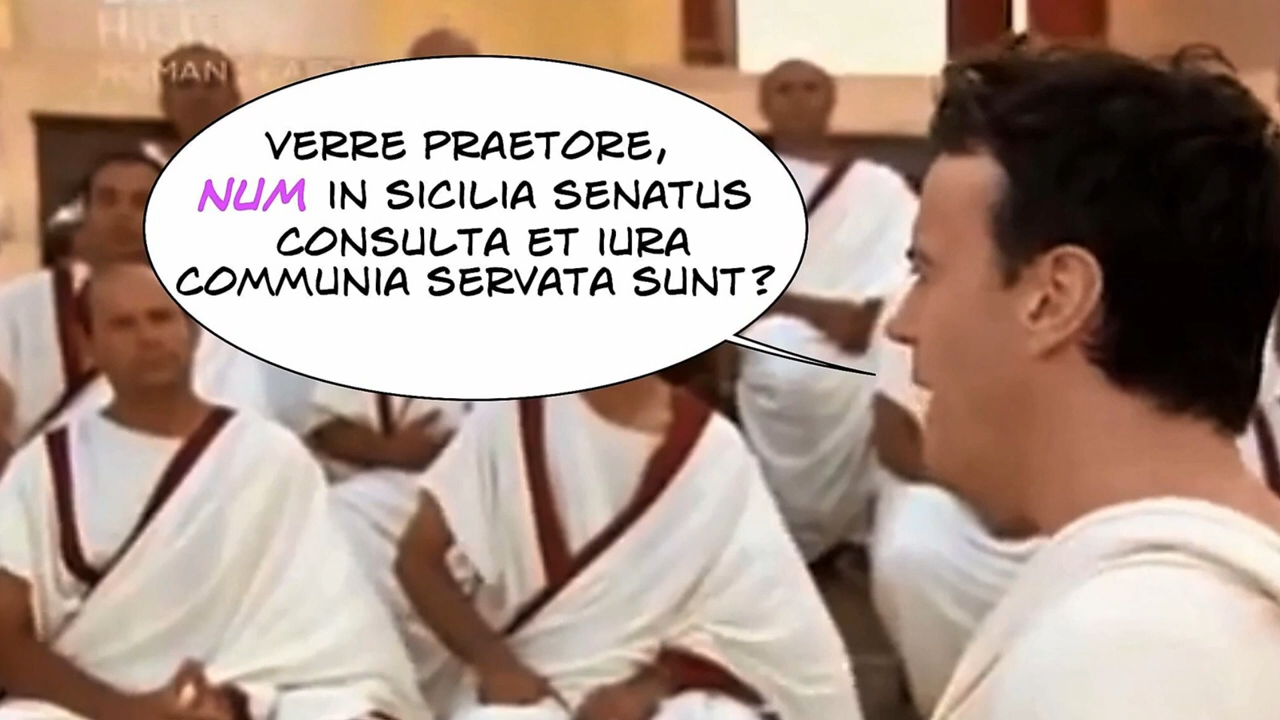 VERRE PRAETORE,
NUM IN SICILIA SENATUS
CONSULTA ET IURA
COMMUNIA SERVATA SUNT?